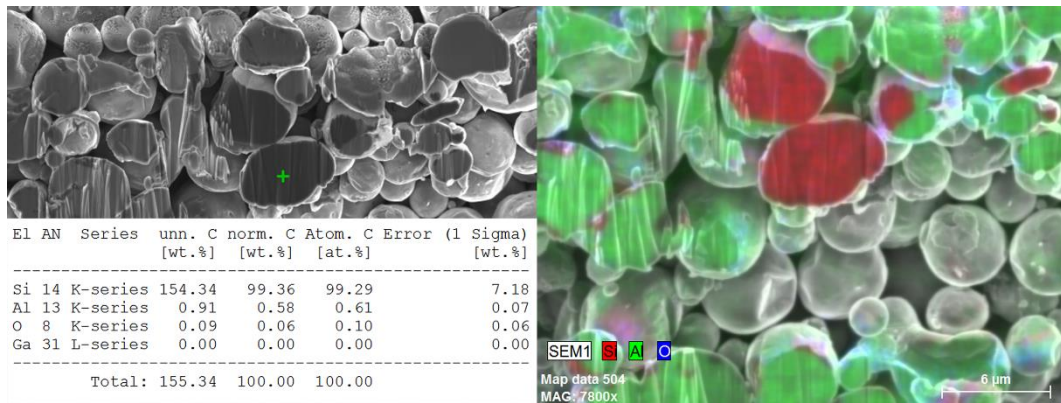 El AN Series unn. C norm. C Atom. C Error (1 Sigma)
[wt.%] [wt.%] [at.%] [wt.%]
Si 14 K-series 154.34 99.36 99.29 7.18
Al 13 K-series 0.91 0.58 0.61 0.07
O 8 K-series 0.09 0.06 0.10 0.06
Ga 31 L-series 0.00 0.00 0.00 0.00
Total: 155.34 100.00 100.00
SEM1 Si Al O
Map data 504
MAG: 7800x 6 µm